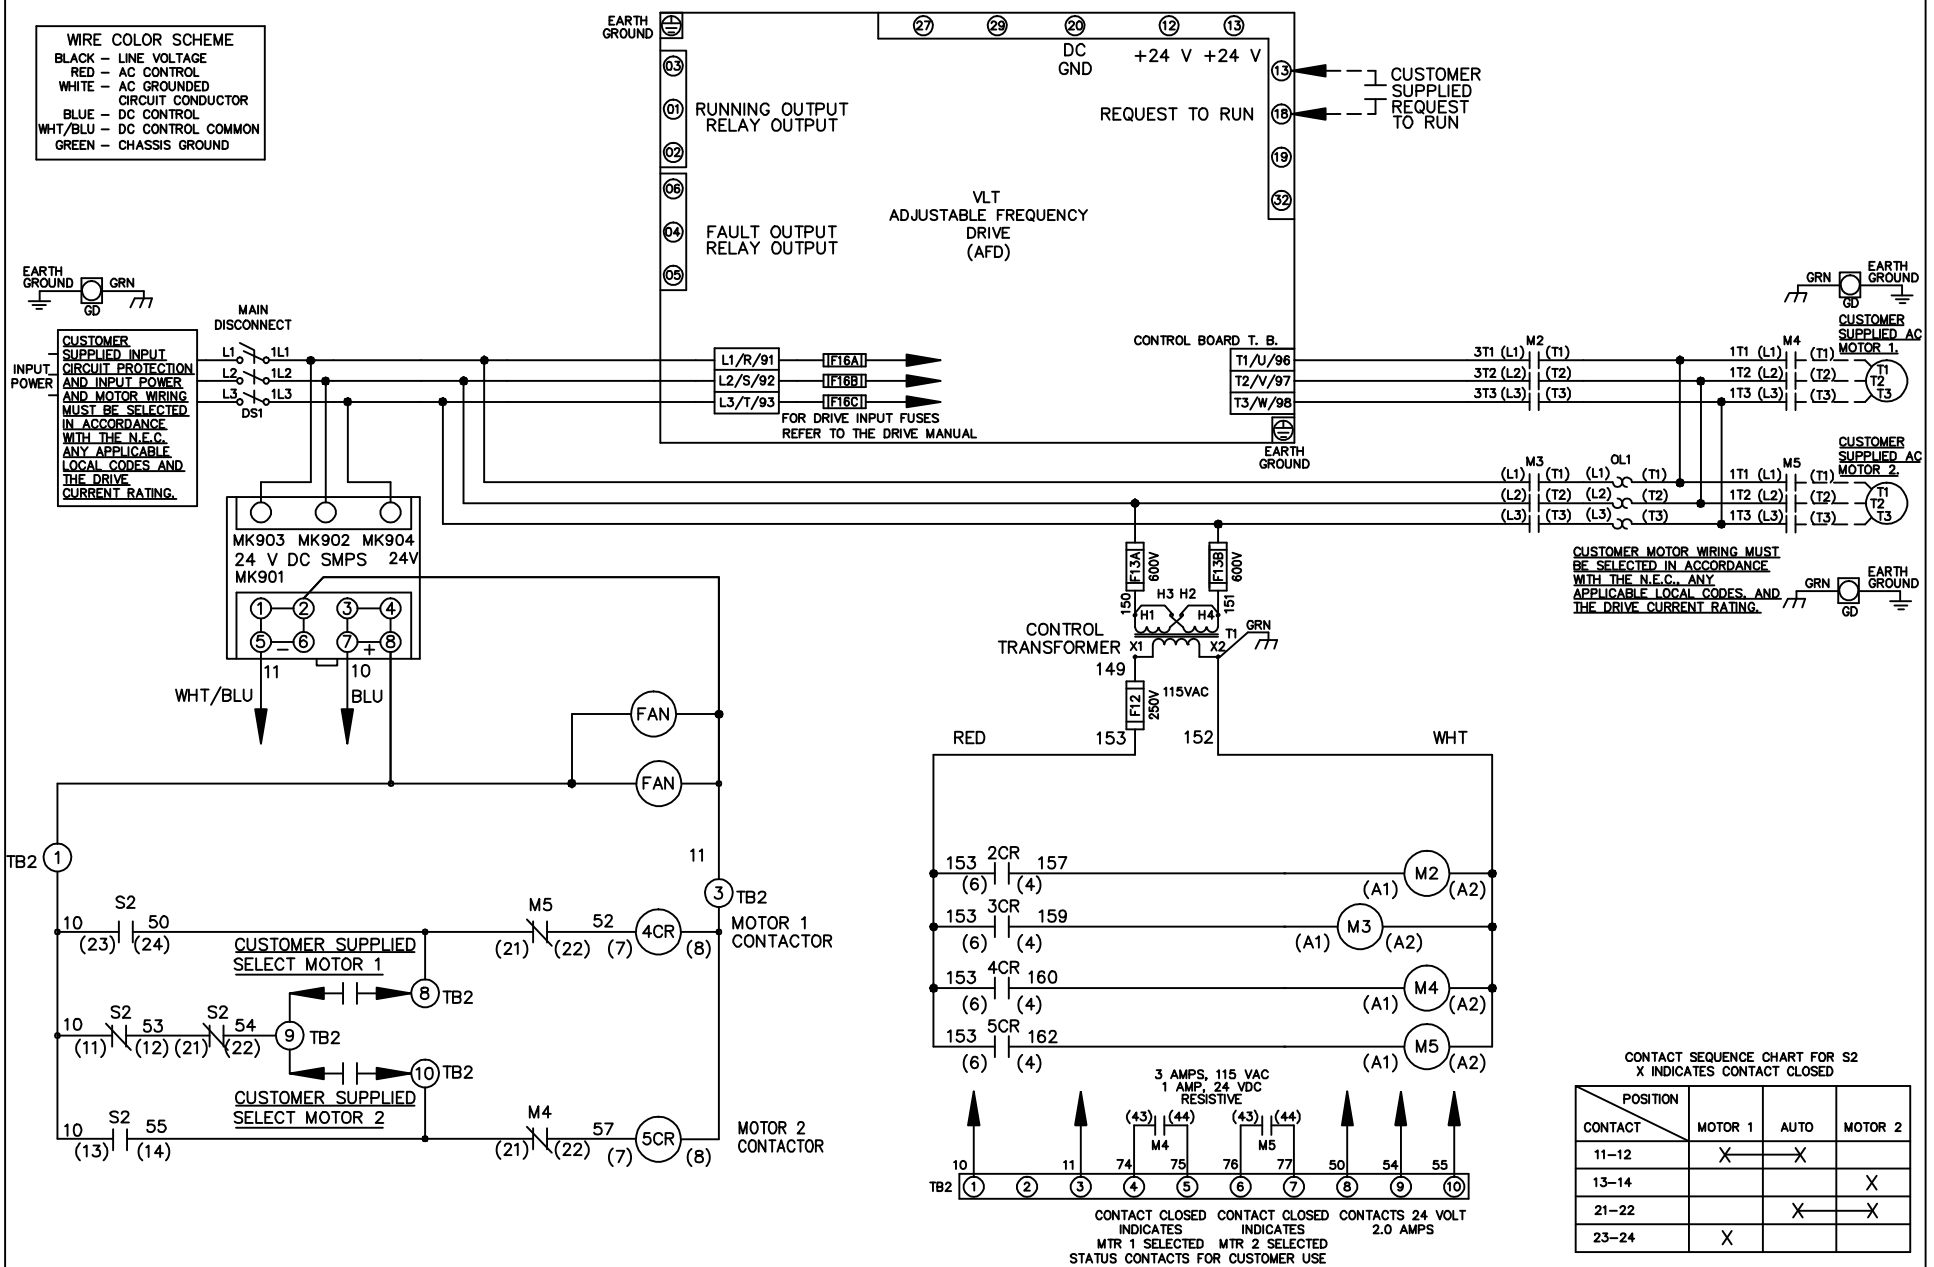 WIRE COLOR SCHEME
BLACK – LINE VOLTAGE
RED – AC CONTROL
WHITE – AC GROUNDED
CIRCUIT CONDUCTOR
BLUE – DC CONTROL
WHT/BLU – DC CONTROL COMMON
GREEN – CHASSIS GROUND
EARTH
GROUND
27 29 20 12 13
DC
GND
+24 V +24 V
03
01
02
RUNNING OUTPUT
RELAY OUTPUT
06
04
05
FAULT OUTPUT
RELAY OUTPUT
VLT
ADJUSTABLE FREQUENCY
DRIVE
(AFD)
REQUEST TO RUN
13
18
19
32
CUSTOMER
SUPPLIED
REQUEST
TO RUN
EARTH
GROUND
GRN
GD
INPUT
POWER
CUSTOMER
SUPPLIED INPUT
CIRCUIT PROTECTION
AND INPUT POWER
AND MOTOR WIRING
MUST BE SELECTED
IN ACCORDANCE
WITH THE N.E.C.
ANY APPLICABLE
LOCAL CODES AND
THE DRIVE
CURRENT RATING.
MAIN
DISCONNECT
L1 1L1
L2 1L2
L3 1L3
DS1
L1/R/91 F16A
L2/S/92 F16B
L3/T/93 F16C
FOR DRIVE INPUT FUSES
REFER TO THE DRIVE MANUAL
CONTROL BOARD T. B.
T1/U/96
T2/V/97
T3/W/98
EARTH
GROUND
M2
3T1 (L1) (T1)
3T2 (L2) (T2)
3T3 (L3) (T3)
M4
1T1 (L1) (T1)
1T2 (L2) (T2)
1T3 (L3) (T3)
GRN
EARTH
GROUND
GD
CUSTOMER
SUPPLIED AC
MOTOR 1.
T1
T2
T3
M3 OL1
(L1) (T1) (L1) (T1)
(L2) (T2) (L2) (T2)
(L3) (T3) (L3) (T3)
M5
1T1 (L1) (T1)
1T2 (L2) (T2)
1T3 (L3) (T3)
CUSTOMER
SUPPLIED AC
MOTOR 2.
T1
T2
T3
CUSTOMER MOTOR WIRING MUST
BE SELECTED IN ACCORDANCE
WITH THE N.E.C., ANY
APPLICABLE LOCAL CODES, AND
THE DRIVE CURRENT RATING.
GRN
EARTH
GROUND
GD
MK903 MK902 MK904
24 V DC SMPS 24V
MK901
1 2 3 4
5 – 6 7 + 8
11 10
WHT/BLU BLU
FAN
FAN
F13A
600V
F13B
600V
150 151
H3 H2
H1 H4
CONTROL
TRANSFORMER
X1 X2
T1
GRN
149
F12
250V
115VAC
153 152
RED WHT
TB2 1
11
3 TB2
S2
10 50
(23) (24)
M5
(21) (22)
52
(7) 4CR (8)
MOTOR 1
CONTACTOR
CUSTOMER SUPPLIED
SELECT MOTOR 1
8 TB2
S2 S2
10 53 54
(11) (12) (21) (22)
9 TB2
10 TB2
CUSTOMER SUPPLIED
SELECT MOTOR 2
S2
10 55
(13) (14)
M4
(21) (22)
57
(7) 5CR (8)
MOTOR 2
CONTACTOR
2CR
153 157
(6) (4)
(A1) M2 (A2)
3CR
153 159
(6) (4)
(A1) M3 (A2)
4CR
153 160
(6) (4)
(A1) M4 (A2)
5CR
153 162
(6) (4)
(A1) M5 (A2)
3 AMPS, 115 VAC
1 AMP, 24 VDC
RESISTIVE
(43) (44) (43) (44)
M4 M5
10 11 74 75 76 77 50 54 55
TB2 1 2 3 4 5 6 7 8 9 10
CONTACT CLOSED
INDICATES
MTR 1 SELECTED
CONTACT CLOSED
INDICATES
MTR 2 SELECTED
STATUS CONTACTS FOR CUSTOMER USE
CONTACTS 24 VOLT
2.0 AMPS
CONTACT SEQUENCE CHART FOR S2
X INDICATES CONTACT CLOSED
POSITION
CONTACT MOTOR 1 AUTO MOTOR 2
11–12 X X
13–14 X
21–22 X X
23–24 X